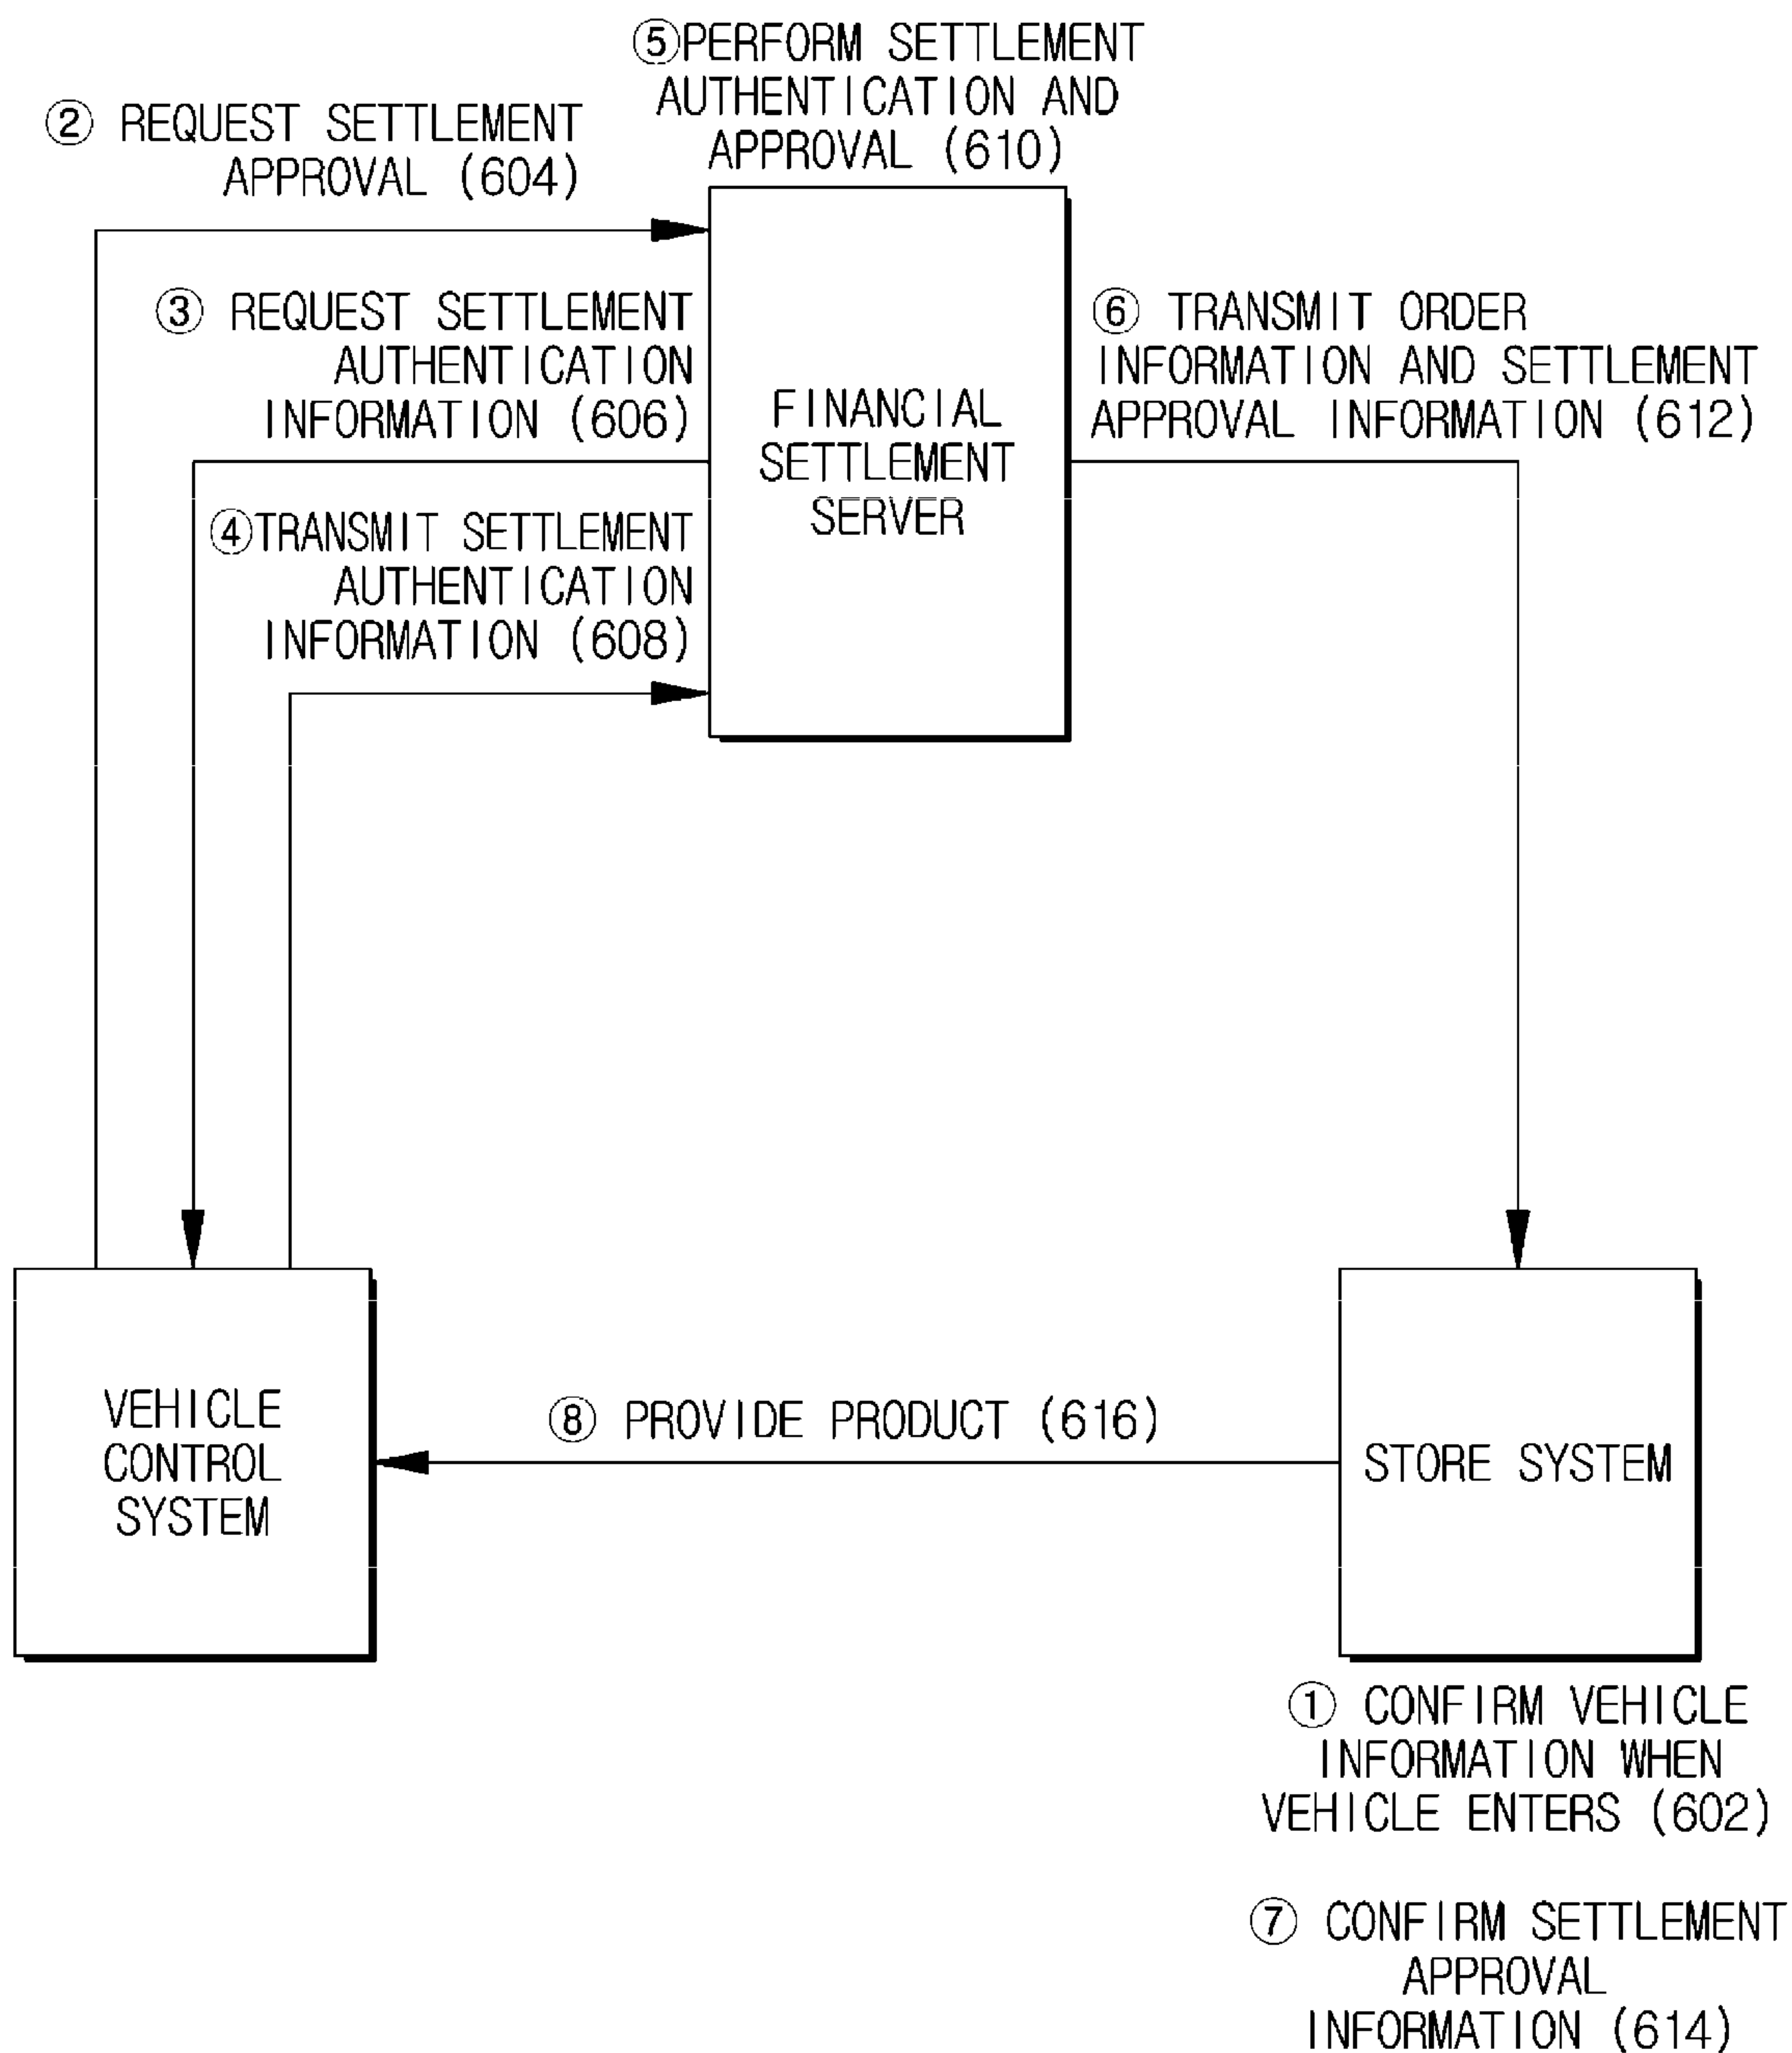 ⑤PERFORM SETTLEMENT
AUTHENTICATION AND
APPROVAL (610)
② REQUEST SETTLEMENT
APPROVAL (604)
③ REQUEST SETTLEMENT
AUTHENTICATION
INFORMATION (606)
④TRANSMIT SETTLEMENT
AUTHENTICATION
INFORMATION (608)
FINANCIAL
SETTLEMENT
SERVER
⑥ TRANSMIT ORDER
INFORMATION AND SETTLEMENT
APPROVAL INFORMATION (612)
VEHICLE
CONTROL
SYSTEM
⑧ PROVIDE PRODUCT (616)
STORE SYSTEM
① CONFIRM VEHICLE
INFORMATION WHEN
VEHICLE ENTERS (602)
⑦ CONFIRM SETTLEMENT
APPROVAL
INFORMATION (614)